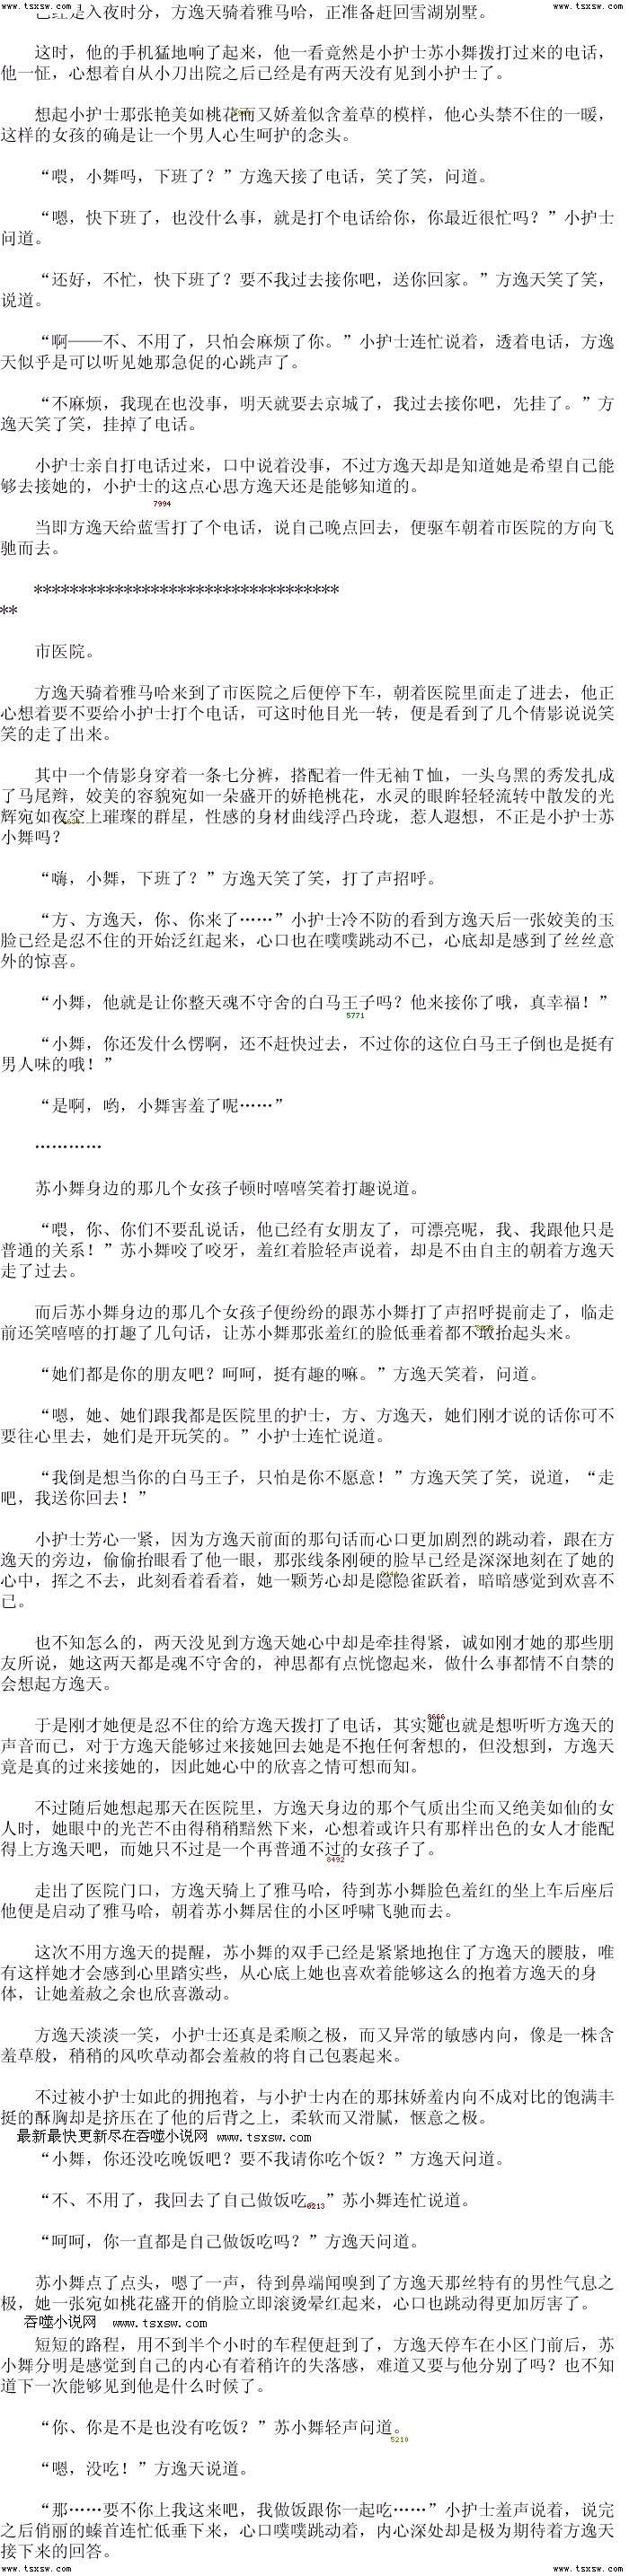 www.tsxsw.com www.tsxsw.com
已经是入夜时分，方逸天骑着雅马哈，正准备赶回雪湖别墅。
这时，他的手机猛地响了起来，他一看竟然是小护士苏小舞拨打过来的电话，
他一怔，心想着自从小刀出院之后已经是有两天没有见到小护士了。
想起小护士那张艳美如桃花而又娇羞似含羞草的模样，他心头禁不住的一暖，
这样的女孩的确是让一个男人心生呵护的念头。
“喂，小舞吗，下班了？”方逸天接了电话，笑了笑，问道。
“嗯，快下班了，也没什么事，就是打个电话给你，你最近很忙吗？”小护士
问道。
“还好，不忙，快下班了？要不我过去接你吧，送你回家。”方逸天笑了笑，
说道。
“啊——不、不用了，只怕会麻烦了你。”小护士连忙说着，透着电话，方逸
天似乎是可以听见她那急促的心跳声了。
“不麻烦，我现在也没事，明天就要去京城了，我过去接你吧，先挂了。”方
逸天笑了笑，挂掉了电话。
小护士亲自打电话过来，口中说着没事，不过方逸天却是知道她是希望自己能
够去接她的，小护士的这点心思方逸天还是能够知道的。
7994
当即方逸天给蓝雪打了个电话，说自己晚点回去，便驱车朝着市医院的方向飞
驰而去。
**********************************
**
市医院。
方逸天骑着雅马哈来到了市医院之后便停下车，朝着医院里面走了进去，他正
心想着要不要给小护士打个电话，可这时他目光一转，便是看到了几个倩影说说笑
笑的走了出来。
其中一个倩影身穿着一条七分裤，搭配着一件无袖Ｔ恤，一头乌黑的秀发扎成
了马尾辫，姣美的容貌宛如一朵盛开的娇艳桃花，水灵的眼眸轻轻流转中散发的光
辉宛如夜空上璀璨的群星，性感的身材曲线浮凸玲珑，惹人遐想，不正是小护士苏
小舞吗？
“嗨，小舞，下班了？”方逸天笑了笑，打了声招呼。
“方、方逸天，你、你来了……”小护士冷不防的看到方逸天后一张姣美的玉
脸已经是忍不住的开始泛红起来，心口也在噗噗跳动不已，心底却是感到了丝丝意
外的惊喜。
“小舞，他就是让你整天魂不守舍的白马王子吗？他来接你了哦，真幸福！”
5771
“小舞，你还发什么愣啊，还不赶快过去，不过你的这位白马王子倒也是挺有
男人味的哦！”
“是啊，哟，小舞害羞了呢……”
…………
苏小舞身边的那几个女孩子顿时嘻嘻笑着打趣说道。
“喂，你、你们不要乱说话，他已经有女朋友了，可漂亮呢，我、我跟他只是
普通的关系！”苏小舞咬了咬牙，羞红着脸轻声说着，却是不由自主的朝着方逸天
走了过去。
而后苏小舞身边的那几个女孩子便纷纷的跟苏小舞打了声招呼提前走了，临走
前还笑嘻嘻的打趣了几句话，让苏小舞那张羞红的脸低垂着都不敢抬起头来。
“她们都是你的朋友吧？呵呵，挺有趣的嘛。”方逸天笑着，问道。
“嗯，她、她们跟我都是医院里的护士，方、方逸天，她们刚才说的话你可不
要往心里去，她们是开玩笑的。”小护士连忙说道。
“我倒是想当你的白马王子，只怕是你不愿意！”方逸天笑了笑，说道，“走
吧，我送你回去！”
小护士芳心一紧，因为方逸天前面的那句话而心口更加剧烈的跳动着，跟在方
逸天的旁边，偷偷抬眼看了他一眼，那张线条刚硬的脸早已经是深深地刻在了她的
心中，挥之不去，此刻看着看着，她一颗芳心却是隐隐雀跃着，暗暗感觉到欢喜不
已。
也不知怎么的，两天没见到方逸天她心中却是牵挂得紧，诚如刚才她的那些朋
友所说，她这两天都是魂不守舍的，神思都有点恍惚起来，做什么事都情不自禁的
会想起方逸天。
8666
于是刚才她便是忍不住的给方逸天拨打了电话，其实她也就是想听听方逸天的
声音而已，对于方逸天能够过来接她回去她是不抱任何奢想的，但没想到，方逸天
竟是真的过来接她的，因此她心中的欣喜之情可想而知。
不过随后她想起那天在医院里，方逸天身边的那个气质出尘而又绝美如仙的女
人时，她眼中的光芒不由得稍稍黯然下来，心想着或许只有那样出色的女人才能配
得上方逸天吧，而她只不过是一个再普通不过的女孩子了。
8492
走出了医院门口，方逸天骑上了雅马哈，待到苏小舞脸色羞红的坐上车后座后
他便是启动了雅马哈，朝着苏小舞居住的小区呼啸飞驰而去。
这次不用方逸天的提醒，苏小舞的双手已经是紧紧地抱住了方逸天的腰肢，唯
有这样她才会感到心里踏实些，从心底上她也喜欢着能够这么的抱着方逸天的身
体，让她羞赧之余也欣喜激动。
方逸天淡淡一笑，小护士还真是柔顺之极，而又异常的敏感内向，像是一株含
羞草般，稍稍的风吹草动都会羞赧的将自己包裹起来。
不过被小护士如此的拥抱着，与小护士内在的那抹娇羞内向不成对比的饱满丰
挺的酥胸却是挤压在了他的后背之上，柔软而又滑腻，惬意之极。
最新最快更新尽在吞噬小说网 www.tsxsw.com
“小舞，你还没吃晚饭吧？要不我请你吃个饭？”方逸天问道。
“不、不用了，我回去了自己做饭吃。”苏小舞连忙说道。
“呵呵，你一直都是自己做饭吃吗？”方逸天问道。
苏小舞点了点头，嗯了一声，待到鼻端闻嗅到了方逸天那丝特有的男性气息之
极，她一张宛如桃花盛开的俏脸立即滚烫晕红起来，心口也跳动得更加厉害了。
吞噬小说网 www.tsxsw.com
短短的路程，用不到半个小时的车程便赶到了，方逸天停车在小区门前后，苏
小舞分明是感觉到自己的内心有着稍许的失落感，难道又要与他分别了吗？也不知
道下一次能够见到他是什么时候了。
“你、你是不是也没有吃饭？”苏小舞轻声问道。
5210
“嗯，没吃！”方逸天说道。
“那……要不你上我这来吧，我做饭跟你一起吃……”小护士羞声说着，说完
之后俏丽的螓首连忙低垂下来，心口噗噗跳动着，内心深处却是极为期待着方逸天
接下来的回答。
www.tsxsw.com www.tsxsw.com